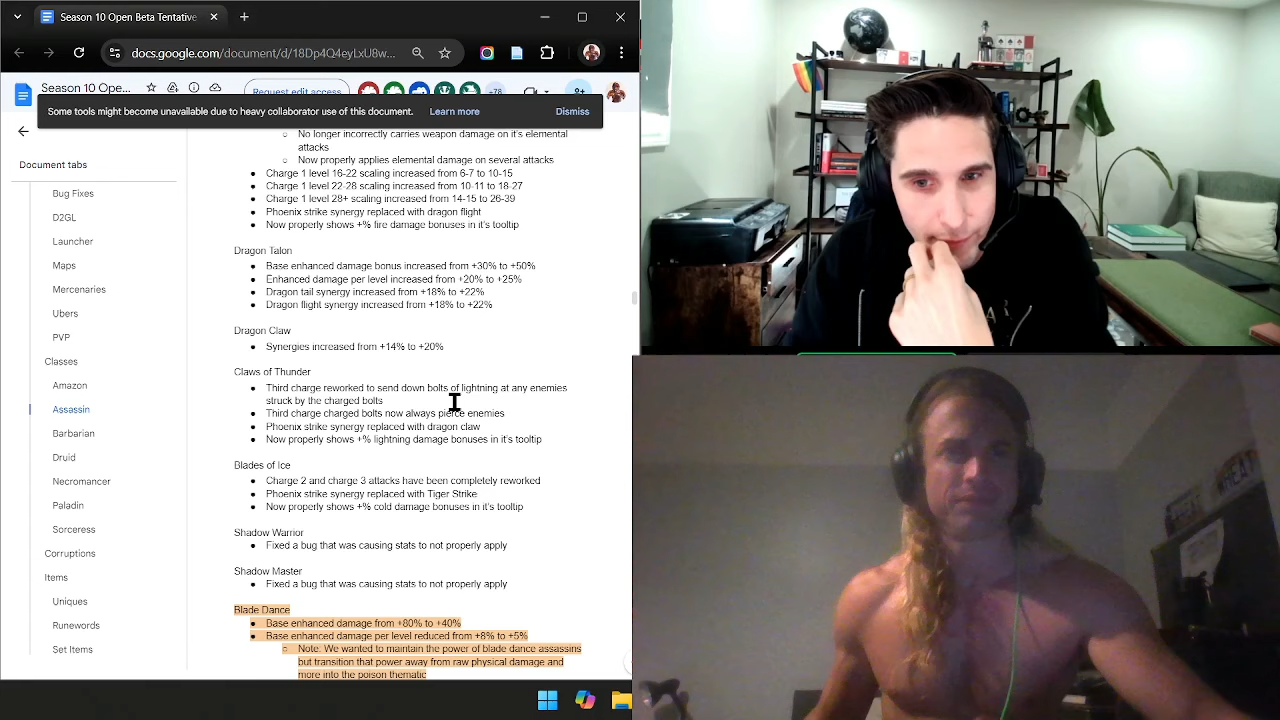 Season 10 Open Beta Tentative
docs.google.com/document/d/18Dp4Q4eyLxU8w...
Season 10 Ope...
Request edit access
+78
Some tools might become unavailable due to heavy collaborator use of this document. Learn more Dismiss
Document tabs
Bug Fixes
D2GL
Launcher
Maps
Mercenaries
Ubers
PVP
Classes
Amazon
Assassin
Barbarian
Druid
Necromancer
Paladin
Sorceress
Corruptions
Items
Uniques
Runewords
Set Items
○ No longer incorrectly carries weapon damage on it's elemental
attacks
○ Now properly applies elemental damage on several attacks
● Charge 1 level 16-22 scaling increased from 6-7 to 10-15
● Charge 1 level 22-28 scaling increased from 10-11 to 18-27
● Charge 1 level 28+ scaling increased from 14-15 to 26-39
● Phoenix strike synergy replaced with dragon flight
● Now properly shows +% fire damage bonuses in it's tooltip
Dragon Talon
● Base enhanced damage bonus increased from +30% to +50%
● Enhanced damage per level increased from +20% to +25%
● Dragon tail synergy increased from +18% to +22%
● Dragon flight synergy increased from +18% to +22%
Dragon Claw
● Synergies increased from +14% to +20%
Claws of Thunder
● Third charge reworked to send down bolts of lightning at any enemies
struck by the charged bolts
● Third charge charged bolts now always pierce enemies
● Phoenix strike synergy replaced with dragon claw
● Now properly shows +% lightning damage bonuses in it's tooltip
Blades of Ice
● Charge 2 and charge 3 attacks have been completely reworked
● Phoenix strike synergy replaced with Tiger Strike
● Now properly shows +% cold damage bonuses in it's tooltip
Shadow Warrior
● Fixed a bug that was causing stats to not properly apply
Shadow Master
● Fixed a bug that was causing stats to not properly apply
Blade Dance
● Base enhanced damage from +80% to +40%
● Base enhanced damage per level reduced from +8% to +5%
○ Note: We wanted to maintain the power of blade dance assassins
but transition that power away from raw physical damage and
more into the poison thematic